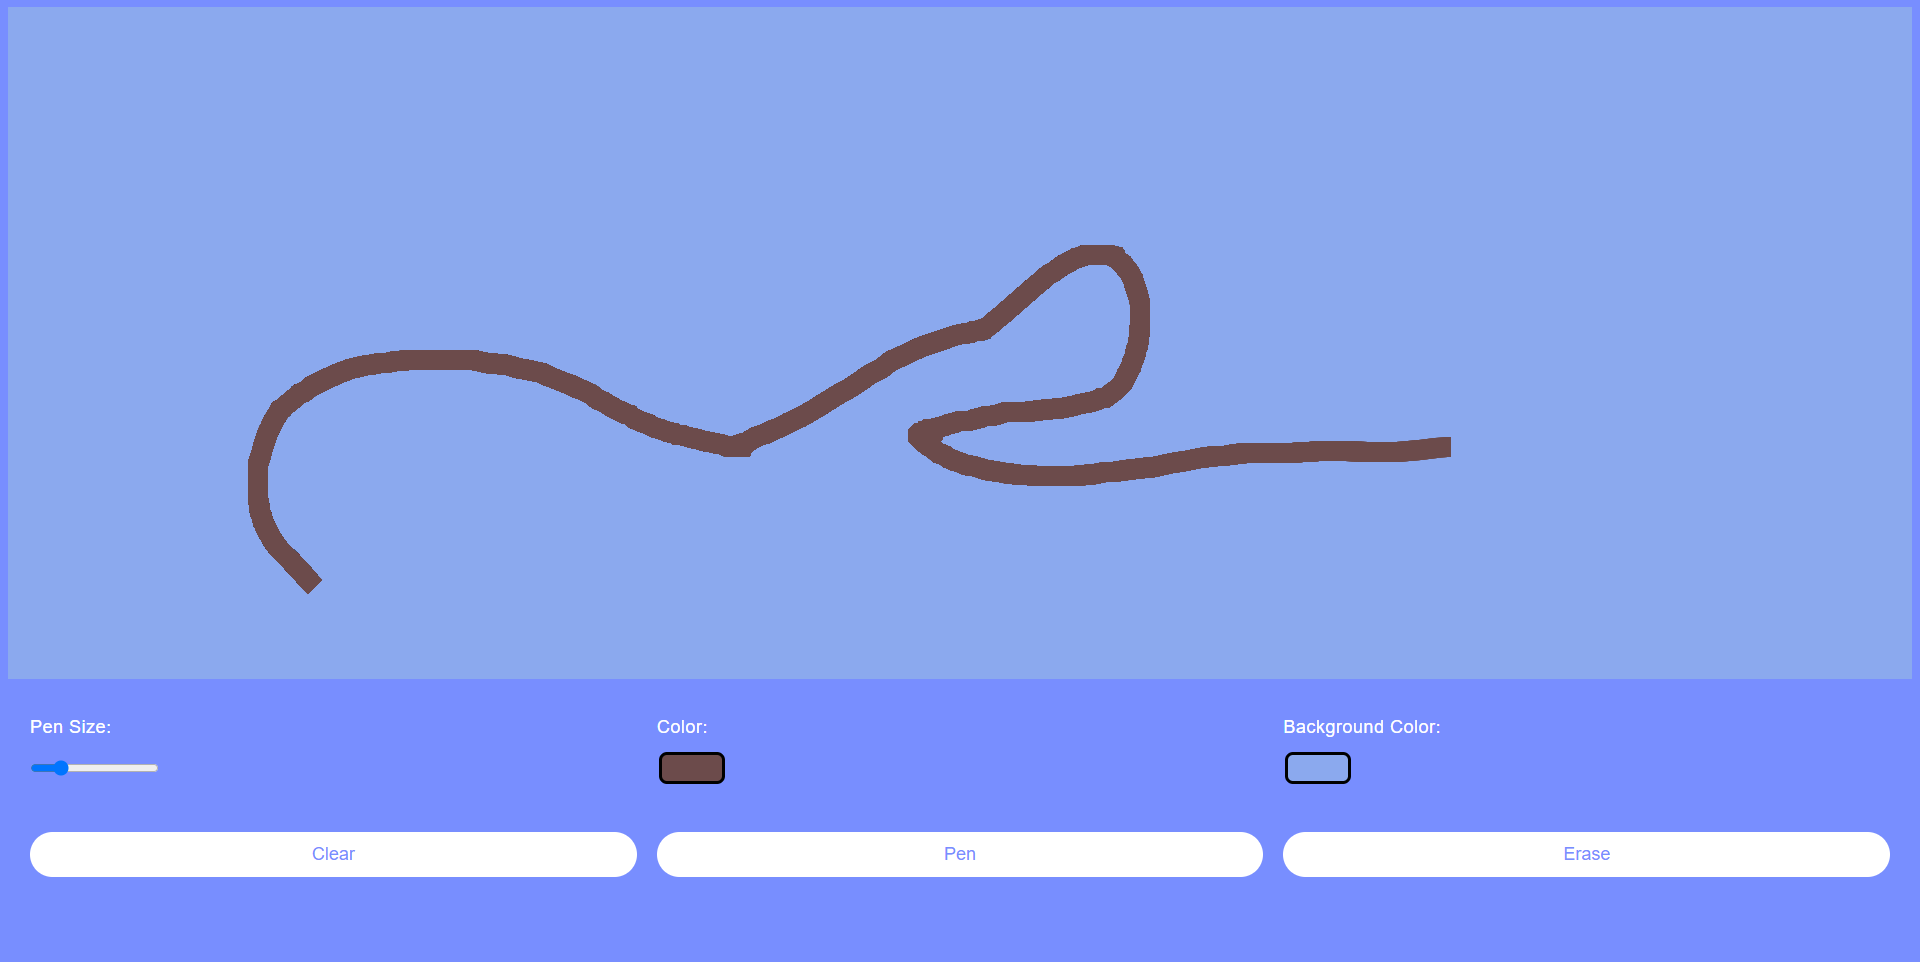 Pen Size:
Color:
Background Color:
Clear
Pen
Erase